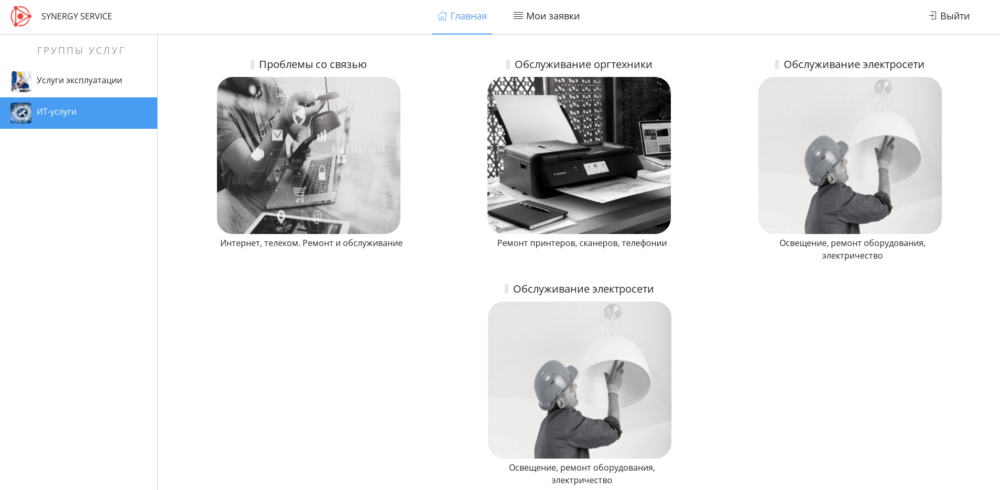 SYNERGY SERVICE
Главная
Мои заявки
Выйти
ГРУППЫ УСЛУГ
Услуги эксплуатации
ИТ-услуги
Проблемы со связью
Интернет, телеком. Ремонт и обслуживание
Обслуживание оргтехники
Canon
Ремонт принтеров, сканеров, телефонии
Обслуживание электросети
Освещение, ремонт оборудования,
электричество
Обслуживание электросети
Освещение, ремонт оборудования,
электричество